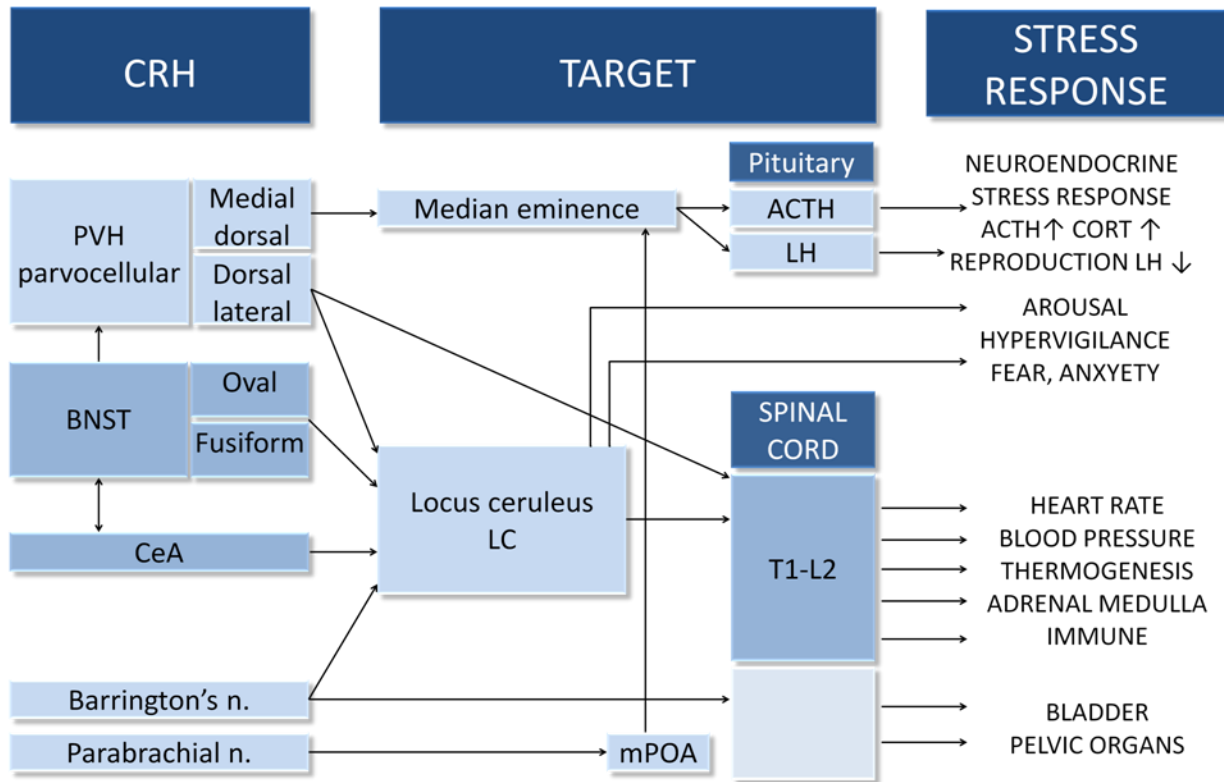 CRH
TARGET
STRESS
RESPONSE
PVH
parvocellular
Medial
dorsal
Dorsal
lateral
Median eminence
Pituitary
ACTH
LH
NEUROENDOCRINE
STRESS RESPONSE
ACTH↑ CORT ↑
REPRODUCTION LH ↓
AROUSAL
HYPERVIGILANCE
FEAR, ANXYETY
BNST
Oval
Fusiform
SPINAL
CORD
Locus ceruleus
LC
CeA
T1-L2
HEART RATE
BLOOD PRESSURE
THERMOGENESIS
ADRENAL MEDULLA
IMMUNE
Barrington's n.
Parabrachial n.
mPOA
BLADDER
PELVIC ORGANS